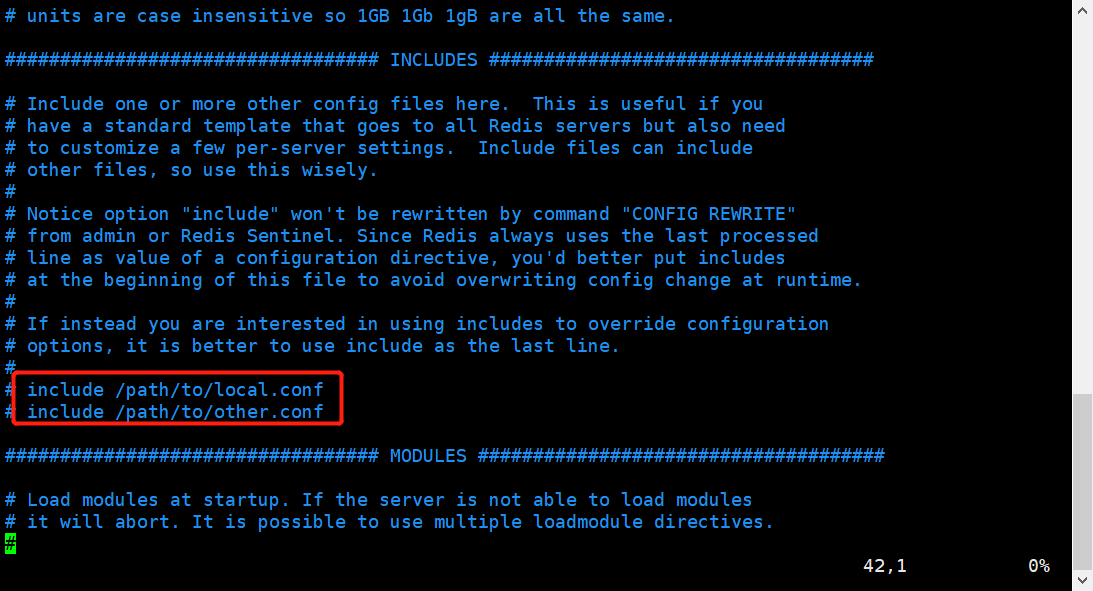 # units are case insensitive so 1GB 1Gb 1gB are all the same.
################################## INCLUDES ###################################
# Include one or more other config files here.  This is useful if you
# have a standard template that goes to all Redis servers but also need
# to customize a few per-server settings.  Include files can include
# other files, so use this wisely.
#
# Notice option "include" won't be rewritten by command "CONFIG REWRITE"
# from admin or Redis Sentinel. Since Redis always uses the last processed
# line as value of a configuration directive, you'd better put includes
# at the beginning of this file to avoid overwriting config change at runtime.
#
# If instead you are interested in using includes to override configuration
# options, it is better to use include as the last line.
#
# include /path/to/local.conf
# include /path/to/other.conf
################################## MODULES #####################################
# Load modules at startup. If the server is not able to load modules
# it will abort. It is possible to use multiple loadmodule directives.
#
42,1 0%